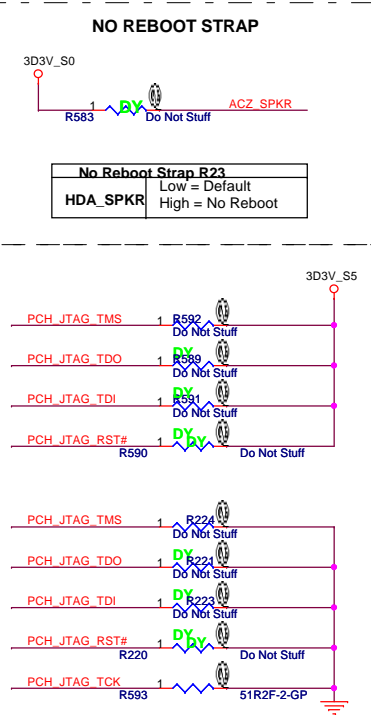 NO REBOOT STRAP
3D3V_S0
1 DY ACZ_SPKR
R583 Do Not Stuff
No Reboot Strap R23
HDA_SPKR Low = Default
High = No Reboot
3D3V_S5
PCH_JTAG_TMS 1 R592
DY Do Not Stuff
PCH_JTAG_TDO 1 R589
DY Do Not Stuff
PCH_JTAG_TDI 1 R591
DY Do Not Stuff
PCH_JTAG_RST# 1 DY
R590 Do Not Stuff
PCH_JTAG_TMS 1 R224
DY Do Not Stuff
PCH_JTAG_TDO 1 R221
DY Do Not Stuff
PCH_JTAG_TDI 1 R223
DY Do Not Stuff
PCH_JTAG_RST# 1 DY
R220 Do Not Stuff
PCH_JTAG_TCK 1
R593 51R2F-2-GP